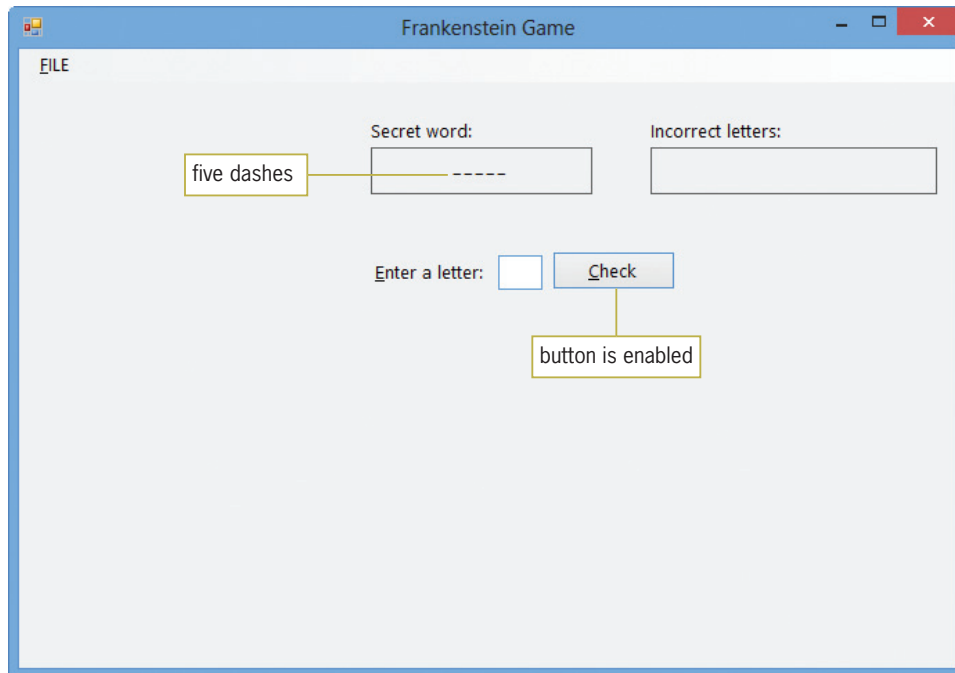 Frankenstein Game
FILE
Secret word:
Incorrect letters:
five dashes
-----
Enter a letter:
Check
button is enabled